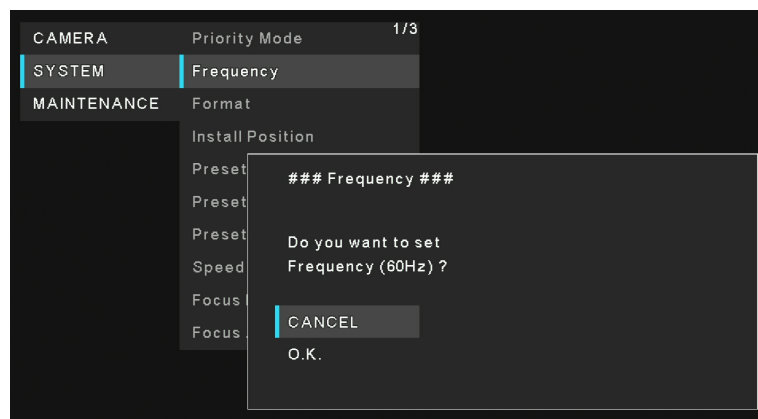 1/3
CAMERA
Priority Mode
SYSTEM
Frequency
MAINTENANCE
Format
Install Position
Preset
Preset
Preset
Speed
Focus
Focus
### Frequency ###
Do you want to set
Frequency (60Hz) ?
CANCEL
O.K.